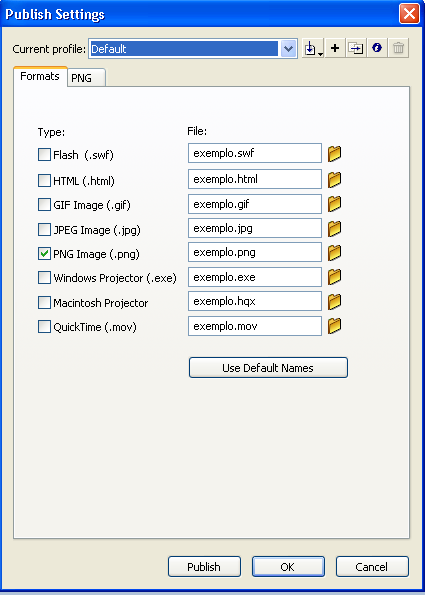 Publish Settings
Current profile: Default
Formats PNG
Type: File:
Flash (.swf) exemplo.swf
HTML (.html) exemplo.html
GIF Image (.gif) exemplo.gif
JPEG Image (.jpg) exemplo.jpg
PNG Image (.png) exemplo.png
Windows Projector (.exe) exemplo.exe
Macintosh Projector exemplo.hqx
QuickTime (.mov) exemplo.mov
Use Default Names
Publish OK Cancel